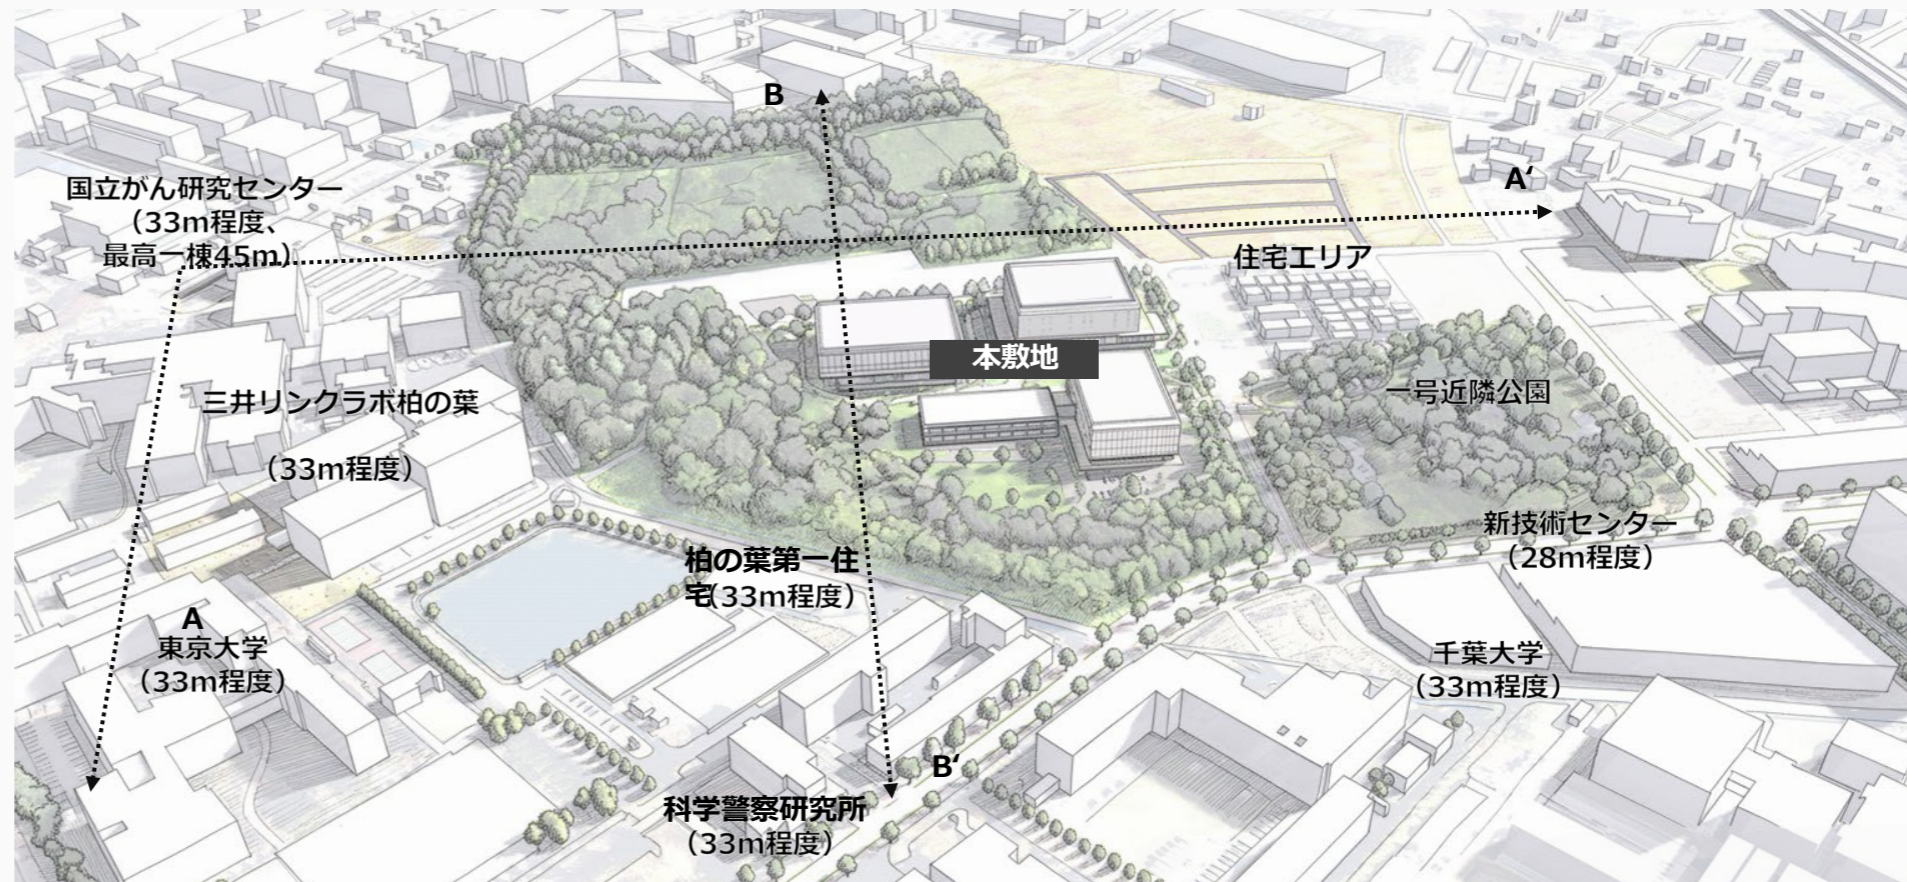 B
A‘
国立がん研究センター
（33m程度、
最高一棟45m）
住宅エリア
本敷地
三井リンクラボ柏の葉
（33m程度）
一号近隣公園
新技術センター
（28m程度）
柏の葉第一住
宅（33m程度）
A
東京大学
（33m程度）
千葉大学
（33m程度）
B‘
科学警察研究所
（33m程度）